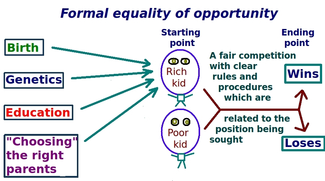 Formal equality of opportunity
Starting
point
Ending
point
Birth
Genetics
Education
"Choosing"
the right
parents
Rich
kid
Poor
kid
A fair competition
with clear
rules and
procedures
which are
related to the
position being
sought
Wins
Loses